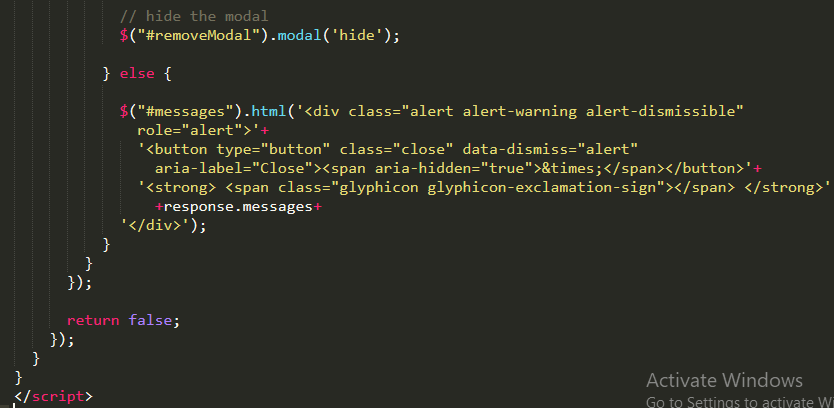 // hide the modal
$("#removeModal").modal('hide');
} else {
$("#messages").html('<div class="alert alert-warning alert-dismissible"
role="alert">'+
'<button type="button" class="close" data-dismiss="alert"
aria-label="Close"><span aria-hidden="true">&times;</span></button>'+
'<strong> <span class="glyphicon glyphicon-exclamation-sign"></span> </strong>'
+response.messages+
'</div>');
}
}
});
return false;
});
}
}
</script>
Activate Windows
Go to Settings to activate Wi